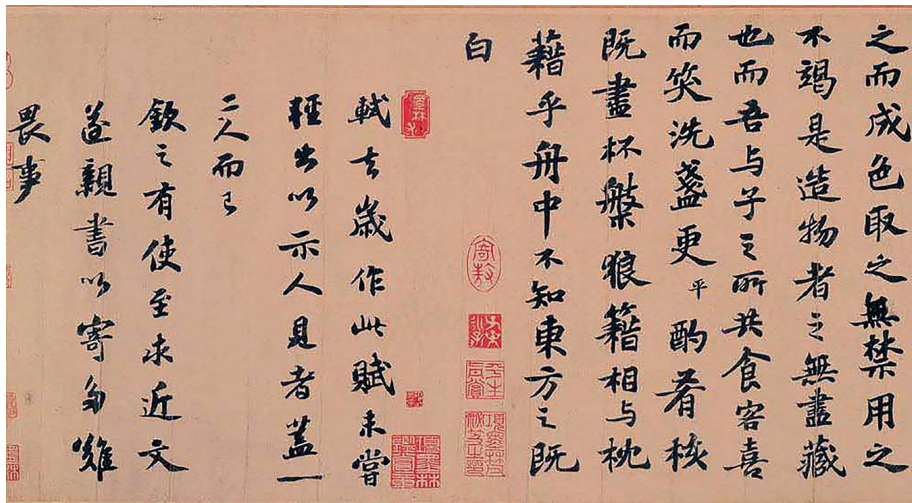 之而成色取之無禁用之
不竭是造物者之無盡藏
也而吾与子之所共食客喜
而笑洗盞更平酌肴核
既盡杯槃狼籍相与枕
藉乎舟中不知東方之既
白
軾去歲作此賦未嘗
輕出以示人見者蓋一
二人而已
欽之有使至求近文
遂親書以寄多難
畏事